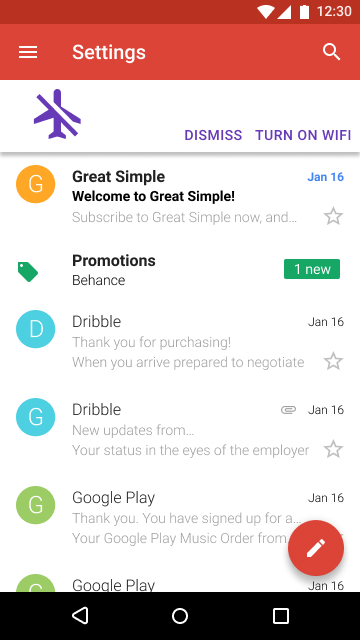 12:30
Settings
DISMISS TURN ON WIFI
G
Great Simple Jan 16
Welcome to Great Simple!
Subscribe to Great Simple now, and...
Promotions
Behance
1 new
D
Dribble Jan 16
Thank you for purchasing!
When you arrive prepared to negotiate
G
Dribble Jan 16
New updates from...
Your status in the eyes of the employer
G
Google Play Jan 16
Thank you. You have signed up for a...
Your Google Play Music Order from...
G
Google Play Jan 16